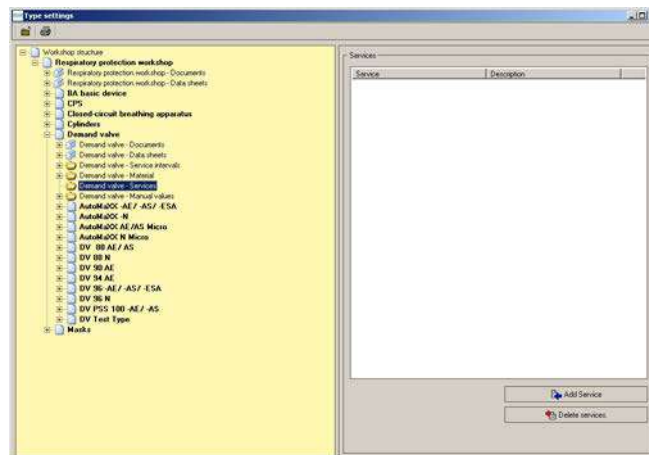 Type settings
Workshop structure
Respiratory protection workshop
Respiratory protection workshop - Documents
Respiratory protection workshop - Data sheets
BA basic device
CPS
Closed-circuit breathing apparatus
Cylinders
Demand valve
Demand valve - Documents
Demand valve - Data sheets
Demand valve - Service intervals
Demand valve - Material
Demand valve - Services
Demand valve - Manual values
AutoMaXX -AE/ -AS/ -ESA
AutoMaXX -N
AutoMaXX AE/AS Micro
AutoMaXX N Micro
DV 88 AE/ AS
DV 88 N
DV 90 AE
DV 94 AE
DV 96 -AE/ -AS/ -ESA
DV 96 N
DV PSS 100 -AE/ -AS
DV Test Type
Masks
Services
Service Description
Add Service
Delete services